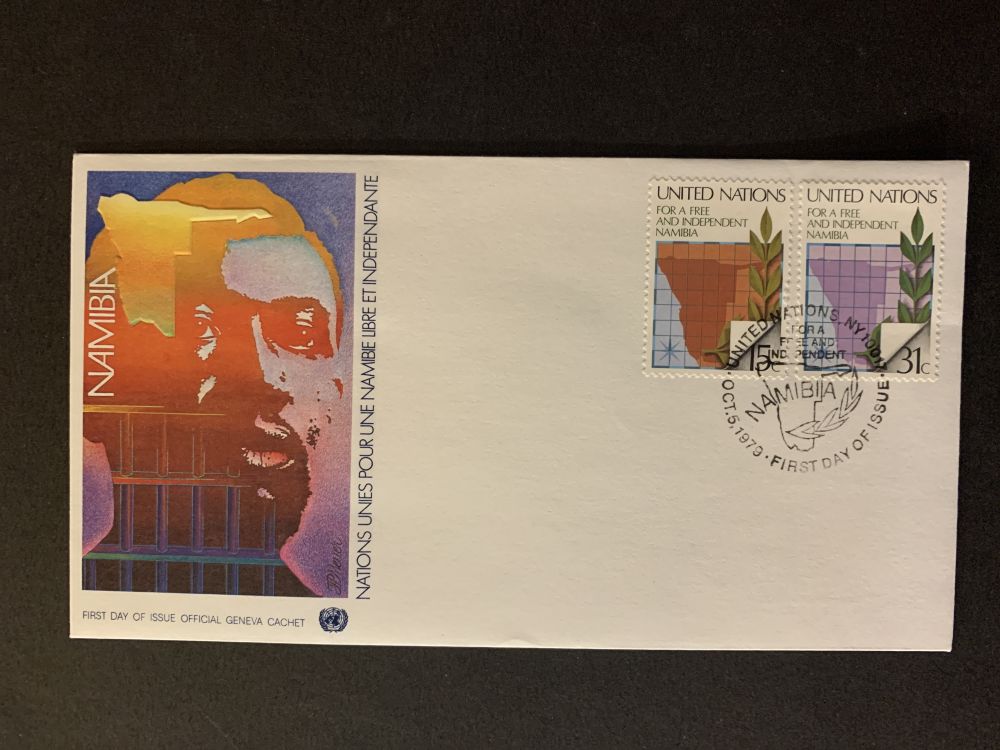 NAMIBIA
NATIONS UNIES POUR UNE NAMIBIE LIBRE ET INDEPENDANTE
FIRST DAY OF ISSUE OFFICIAL GENEVA CACHET
UNITED NATIONS
FOR A FREE
AND INDEPENDENT
NAMIBIA
15c
UNITED NATIONS
FOR A FREE
AND INDEPENDENT
NAMIBIA
31c
UNITED NATIONS, NY 10017
FOR A
FREE AND
INDEPENDENT
NAMIBIA
OCT. 5, 1979 · FIRST DAY OF ISSUE ·